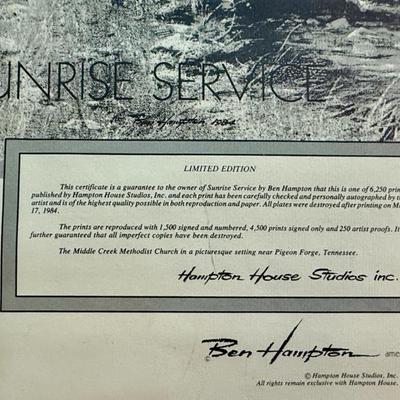 UNRISE SERVICE
Ben Hampton 1984
LIMITED EDITION
This certificate is a guarantee to the owner of Sunrise Service by Ben Hampton that this is one of 6,250 prin
published by Hampton House Studios, Inc. and each print has been carefully checked and personally autographed by t
artist and is of the highest quality possible in both reproduction and paper. All plates were destroyed after printing on M
17, 1984.
The prints are reproduced with 1,500 signed and numbered, 4,500 prints signed only and 250 artist proofs. It
further guaranteed that all imperfect copies have been destroyed.
The Middle Creek Methodist Church in a picturesque setting near Pigeon Forge, Tennessee.
Hampton House Studios inc.
©Ben Hampton ame
© Hampton House Studios, Inc.
All rights remain exclusive with Hampton House.